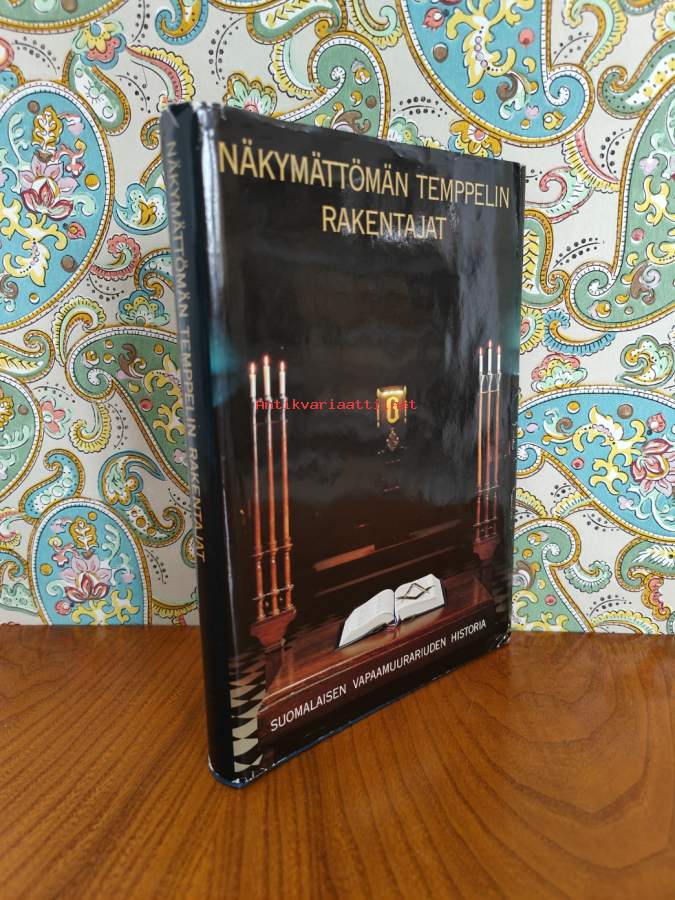 NÄKYMÄTTÖMÄN TEMPPELIN RAKENTAJAT
NÄKYMÄTTÖMÄN TEMPPELIN
RAKENTAJAT
Antikvariaatti.net
SUOMALAISEN VAPAAMUURARIUDEN HISTORIA